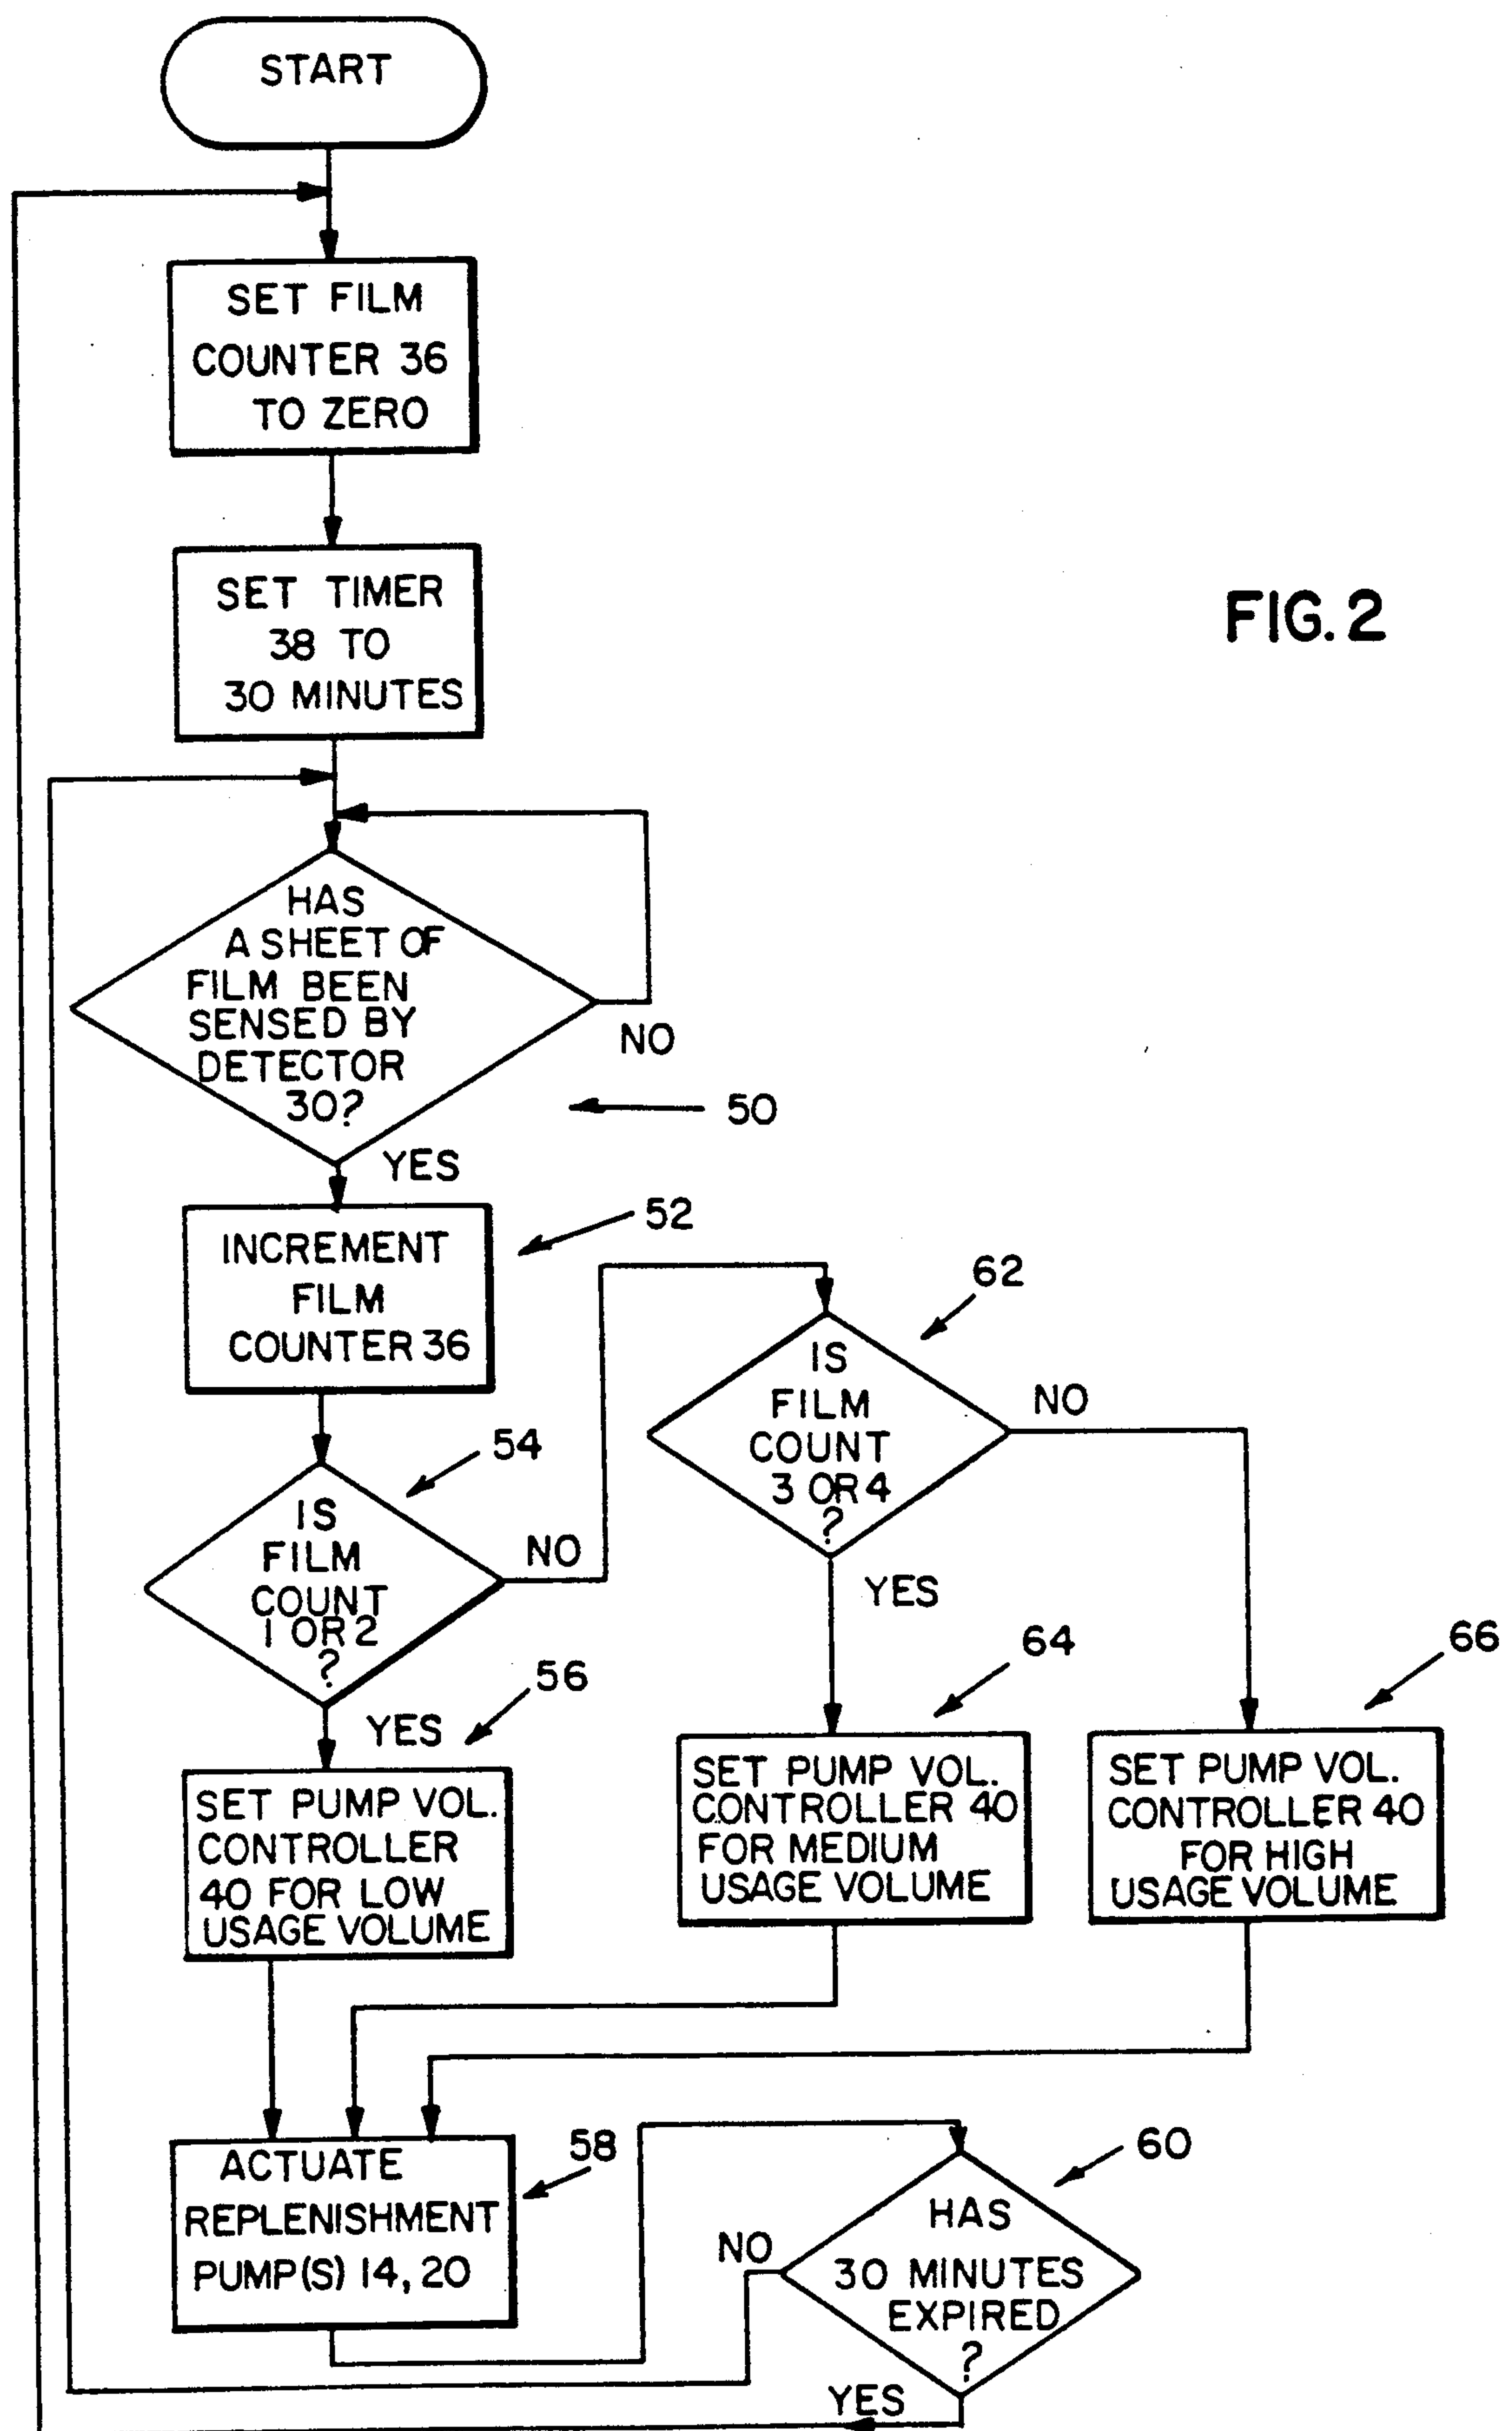 START
SET FILM
COUNTER 36
TO ZERO
SET TIMER
38 TO
30 MINUTES
FIG. 2
HAS
A SHEET OF
FILM BEEN
SENSED BY
DETECTOR
30?
NO
50
YES
INCREMENT
FILM
COUNTER 36
52
IS
FILM
COUNT
1 OR 2
?
54
NO
YES
IS
FILM
COUNT
3 OR 4
?
62
NO
YES
SET PUMP VOL.
CONTROLLER
40 FOR LOW
USAGE VOLUME
56
SET PUMP VOL.
CONTROLLER 40
FOR MEDIUM
USAGE VOLUME
64
SET PUMP VOL.
CONTROLLER 40
FOR HIGH
USAGE VOLUME
66
ACTUATE
REPLENISHMENT
PUMP(S) 14, 20
58
HAS
30 MINUTES
EXPIRED
?
60
NO
YES